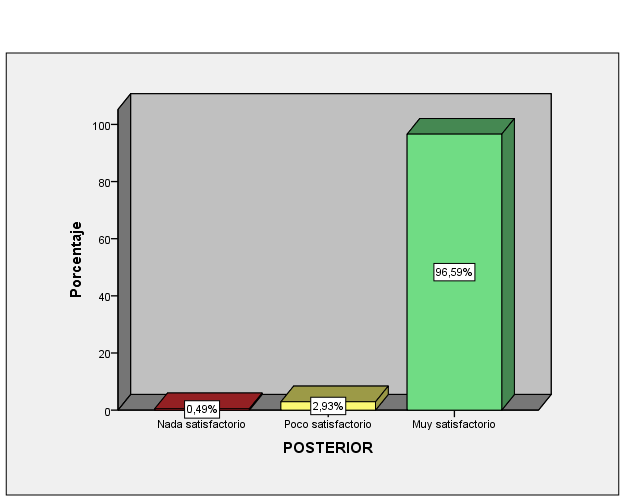 Porcentaje
100
80
60
40
20
0
0,49%
2,93%
96,59%
Nada satisfactorio
Poco satisfactorio
Muy satisfactorio
POSTERIOR